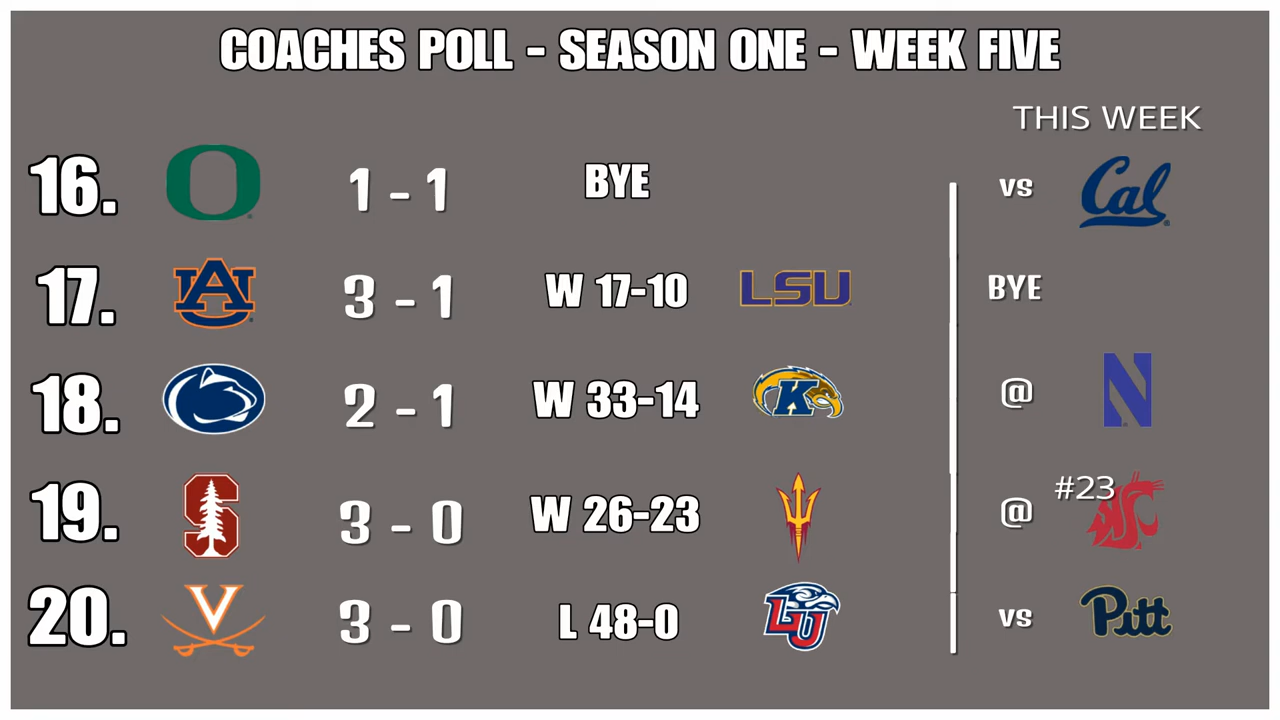 COACHES POLL - SEASON ONE - WEEK FIVE
THIS WEEK
16. O 1 - 1 BYE vs Cal
17. AU 3 - 1 W 17-10 LSU BYE
18. 2 - 1 W 33-14 K @ N
19. S 3 - 0 W 26-23 @ #23 WSC
20. V 3 - 0 L 48-0 LU vs Pitt